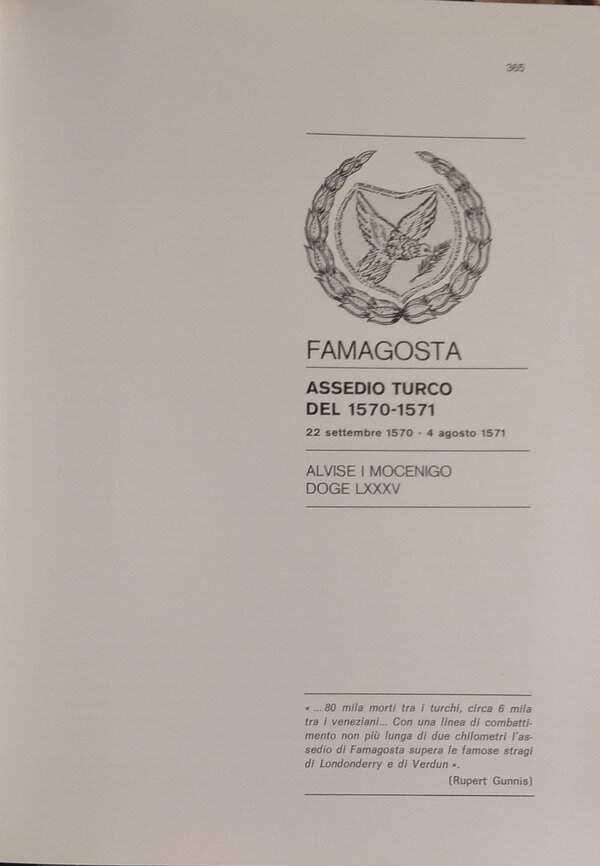 365
FAMAGOSTA
ASSEDIO TURCO
DEL 1570-1571
22 settembre 1570 - 4 agosto 1571
ALVISE I MOCENIGO
DOGE LXXXV
« ... 80 mila morti tra i turchi, circa 6 mila
tra i veneziani... Con una linea di combatti-
mento non più lunga di due chilometri l'as-
sedio di Famagosta supera le famose stragi
di Londonderry e di Verdun ».
(Rupert Gunnis)